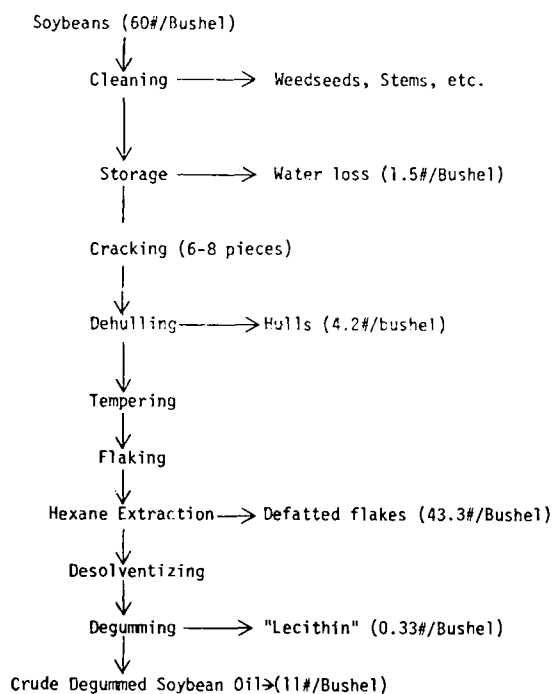 Soybeans (60#/Bushel)
Cleaning → Weedseeds, Stems, etc.
Storage → Water loss (1.5#/Bushel)
Cracking (6-8 pieces)
Dehulling → Hulls (4.2#/bushel)
Tempering
Flaking
Hexane Extraction → Defatted flakes (43.3#/Bushel)
Desolventizing
Degumming → "Lecithin" (0.33#/Bushel)
Crude Degummed Soybean Oil → (11#/Bushel)